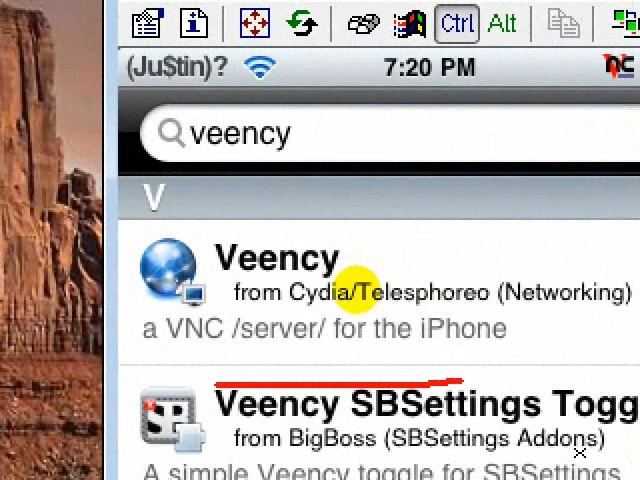 Ctrl Alt
(Ju$tin)? 7:20 PM
veency
V
Veency
from Cydia/Telesphoreo (Networking)
a VNC /server/ for the iPhone
Veency SBSettings Togg
from BigBoss (SBSettings Addons)
A simple Veency toggle for SBSettings